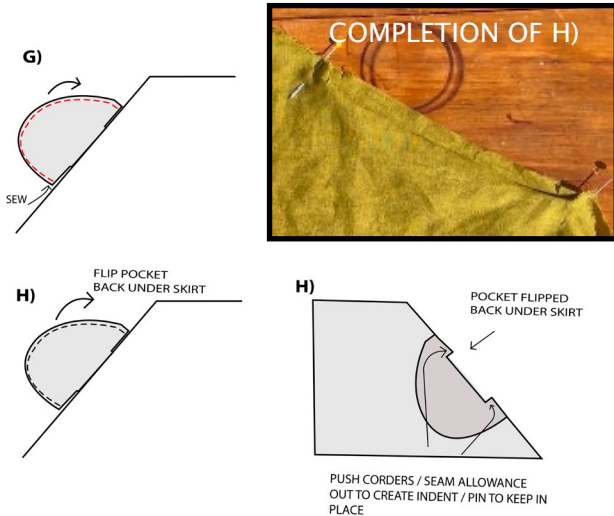 G)
SEW
COMPLETION OF H)
H)
FLIP POCKET
BACK UNDER SKIRT
H)
POCKET FLIPPED
BACK UNDER SKIRT
PUSH CORDERS / SEAM ALLOWANCE
OUT TO CREATE INDENT / PIN TO KEEP IN
PLACE